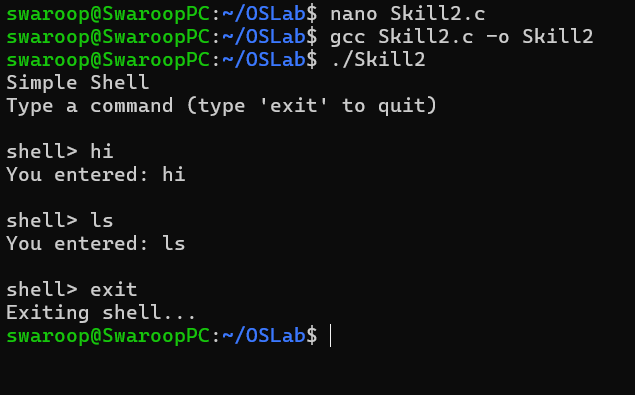 swaroop@SwaroopPC:~/OSLab$ nano Skill2.c
swaroop@SwaroopPC:~/OSLab$ gcc Skill2.c -o Skill2
swaroop@SwaroopPC:~/OSLab$ ./Skill2
Simple Shell
Type a command (type 'exit' to quit)

shell> hi
You entered: hi

shell> ls
You entered: ls

shell> exit
Exiting shell...
swaroop@SwaroopPC:~/OSLab$